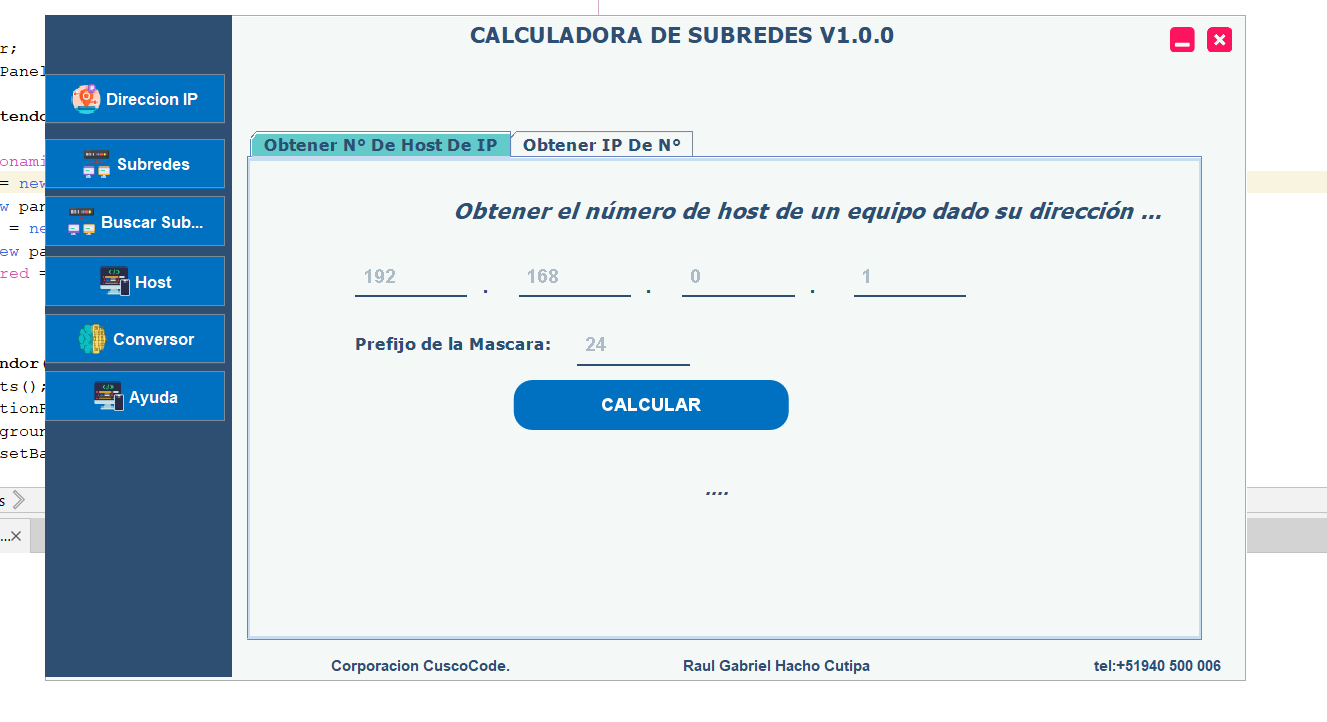 CALCULADORA DE SUBREDES V1.0.0
r;
Panel
tendo
onami
= new
w par
= ne
ew pa
red =
ndor(
ts();
tionF
groun
setBa
s
...
Direccion IP
Subredes
Buscar Sub...
Host
Conversor
Ayuda
Obtener N° De Host De IP
Obtener IP De N°
Obtener el número de host de un equipo dado su dirección ...
192 . 168 . 0 . 1
Prefijo de la Mascara: 24
CALCULAR
....
Corporacion CuscoCode.
Raul Gabriel Hacho Cutipa
tel:+51940 500 006